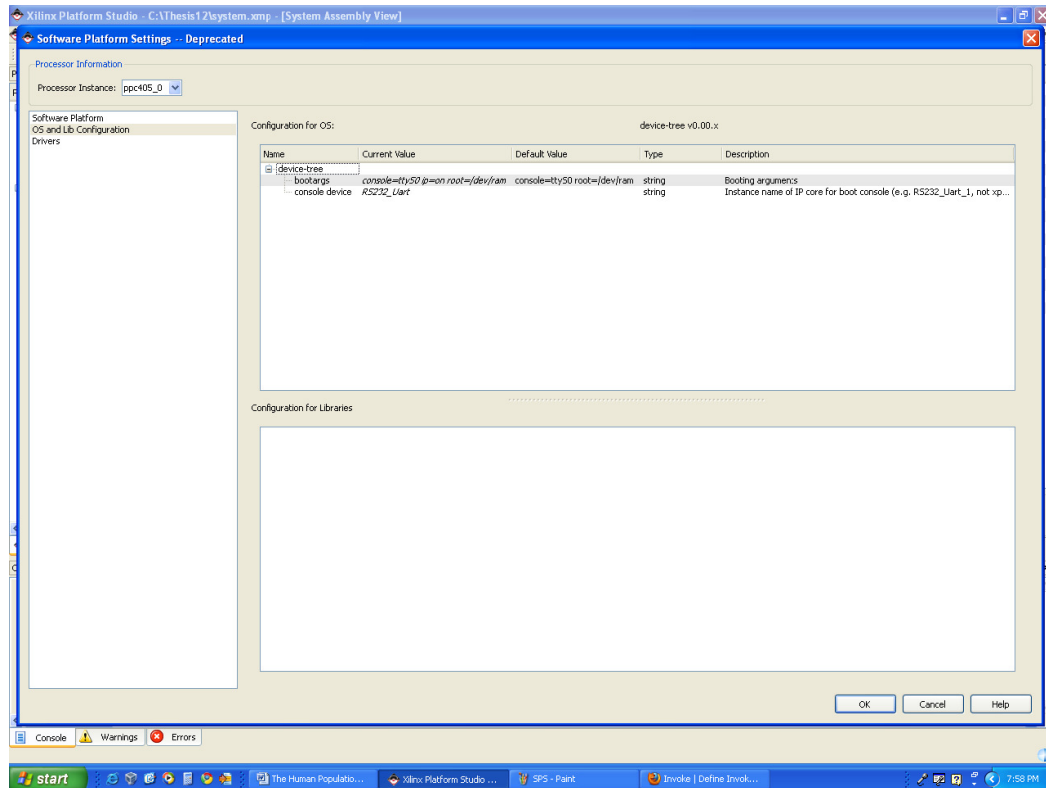 Xilinx Platform Studio - C:\Thesis12\system.xmp - [System Assembly View]
Software Platform Settings -- Deprecated
Processor Information
Processor Instance: ppc405_0
Software Platform
OS and Lib Configuration
Drivers
Configuration for OS: device-tree v0.00.x
Name Current Value Default Value Type Description
device-tree
bootargs console=ttyS0 ip=on root=/dev/ram console=ttyS0 root=/dev/ram string Booting arguments
console device RS232_Uart string Instance name of IP core for boot console (e.g. RS232_Uart_1, not xp...
Configuration for Libraries
OK Cancel Help
Console Warnings Errors
start The Human Populatio... Xilinx Platform Studio ... SPS - Paint Invoke | Define Invok... 7:58 PM